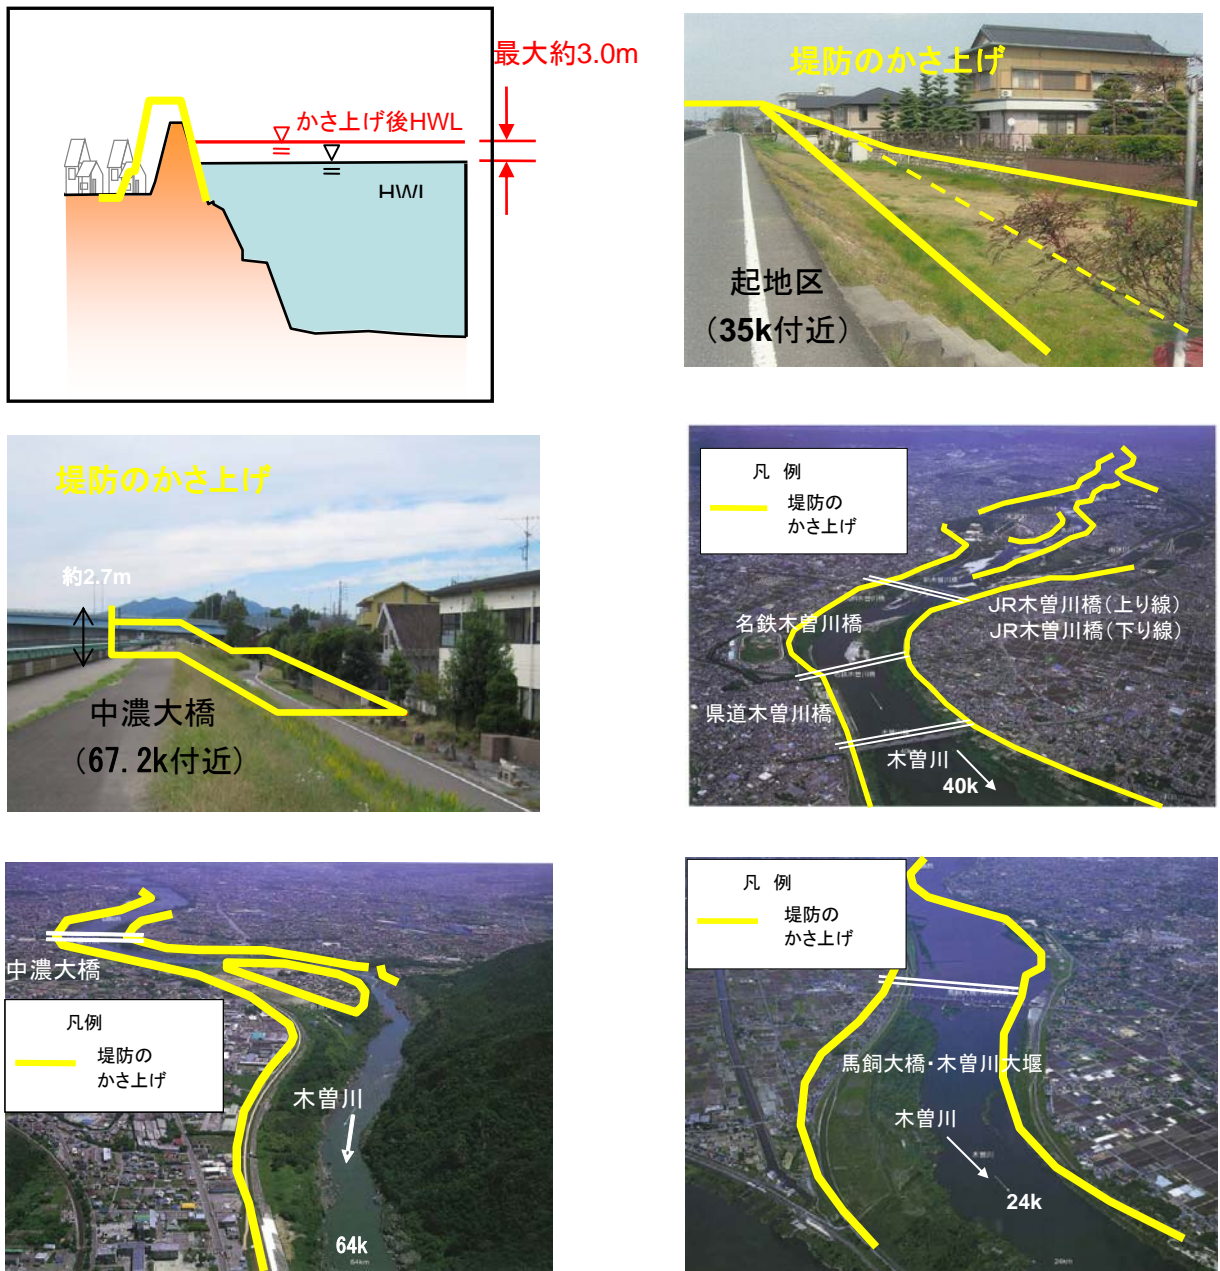 最大約3.0m
かさ上げ後HWL
HWL
堤防のかさ上げ
起地区
（35k付近）
堤防のかさ上げ
約2.7m
中濃大橋
（67.2k付近）
凡 例
堤防の
かさ上げ
JR木曽川橋（上り線）
JR木曽川橋（下り線）
名鉄木曽川橋
県道木曽川橋
木曽川
40k
中濃大橋
凡例
堤防の
かさ上げ
木曽川
64k
64km
凡 例
堤防の
かさ上げ
馬飼大橋・木曽川大堰
木曽川
木曽川
24k